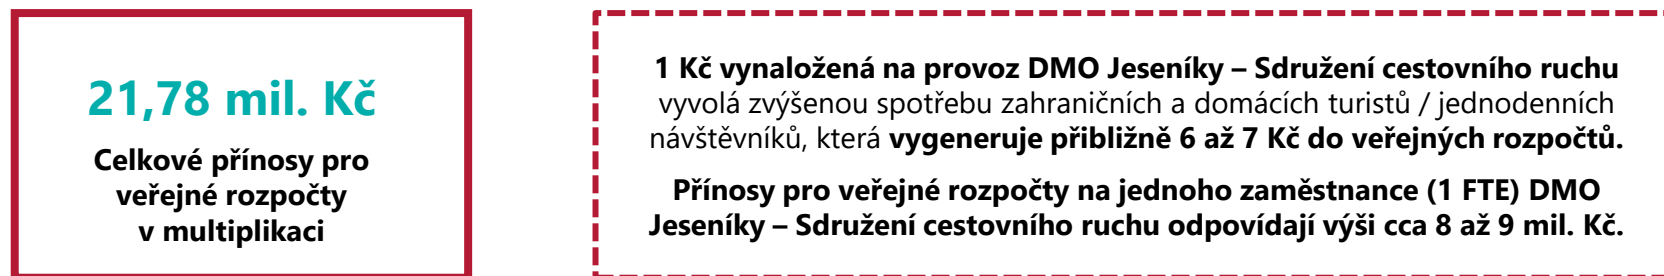 21,78 mil. Kč
Celkové přínosy pro
veřejné rozpočty
v multiplikaci
1 Kč vynaložená na provoz DMO Jeseníky – Sdružení cestovního ruchu
vyvolá zvýšenou spotřebu zahraničních a domácích turistů / jednodenních
návštěvníků, která vygeneruje přibližně 6 až 7 Kč do veřejných rozpočtů.
Přínosy pro veřejné rozpočty na jednoho zaměstnance (1 FTE) DMO
Jeseníky – Sdružení cestovního ruchu odpovídají výši cca 8 až 9 mil. Kč.